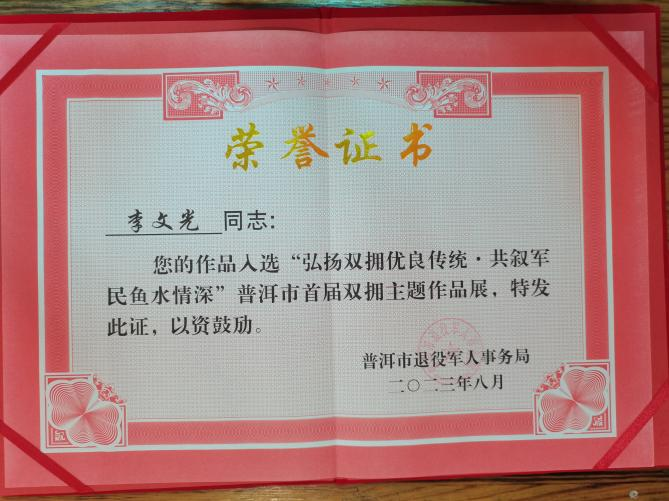 荣誉证书
李文光 同志：
您的作品入选“弘扬双拥优良传统·共叙军
民鱼水情深”普洱市首届双拥主题作品展，特发
此证，以资鼓励。
普洱市退役军人事务局
二〇二三年八月